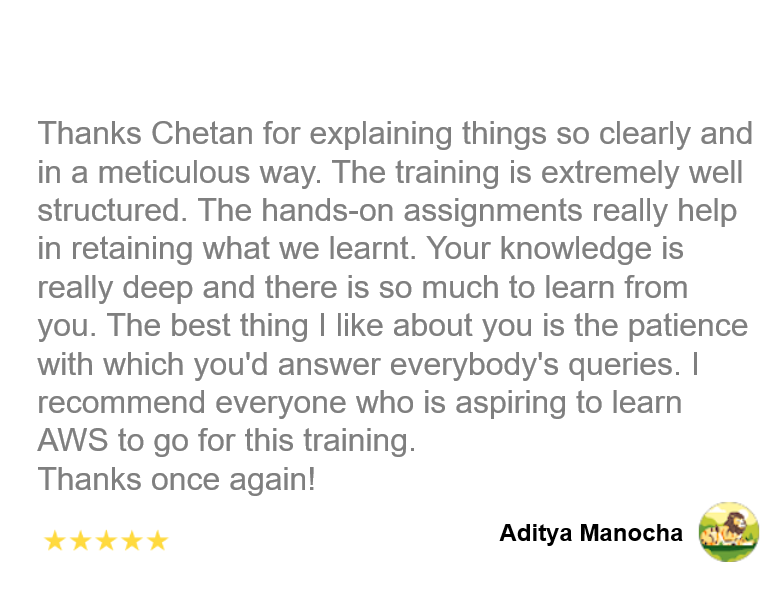 Thanks Chetan for explaining things so clearly and
in a meticulous way. The training is extremely well
structured. The hands-on assignments really help
in retaining what we learnt. Your knowledge is
really deep and there is so much to learn from
you. The best thing I like about you is the patience
with which you'd answer everybody's queries. I
recommend everyone who is aspiring to learn
AWS to go for this training.
Thanks once again!
Aditya Manocha